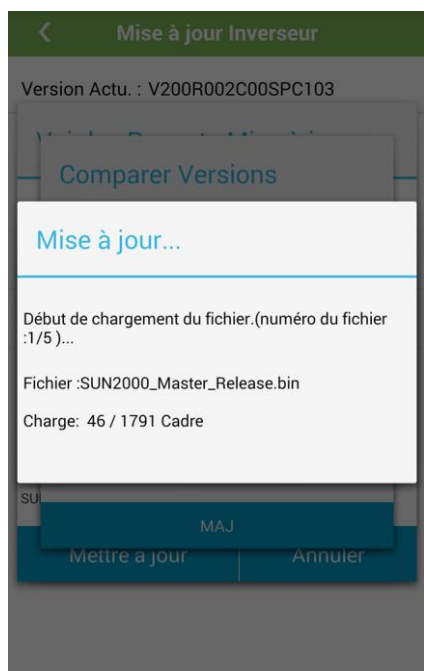 Mise à jour Inverseur
Version Actu. : V200R002C00SPC103
Comparer Versions
Mise à jour...
Début de chargement du fichier.(numéro du fichier
:1/5 )...
Fichier :SUN2000_Master_Release.bin
Charge: 46 / 1791 Cadre
SU
MAJ
Mettre à jour
Annuler